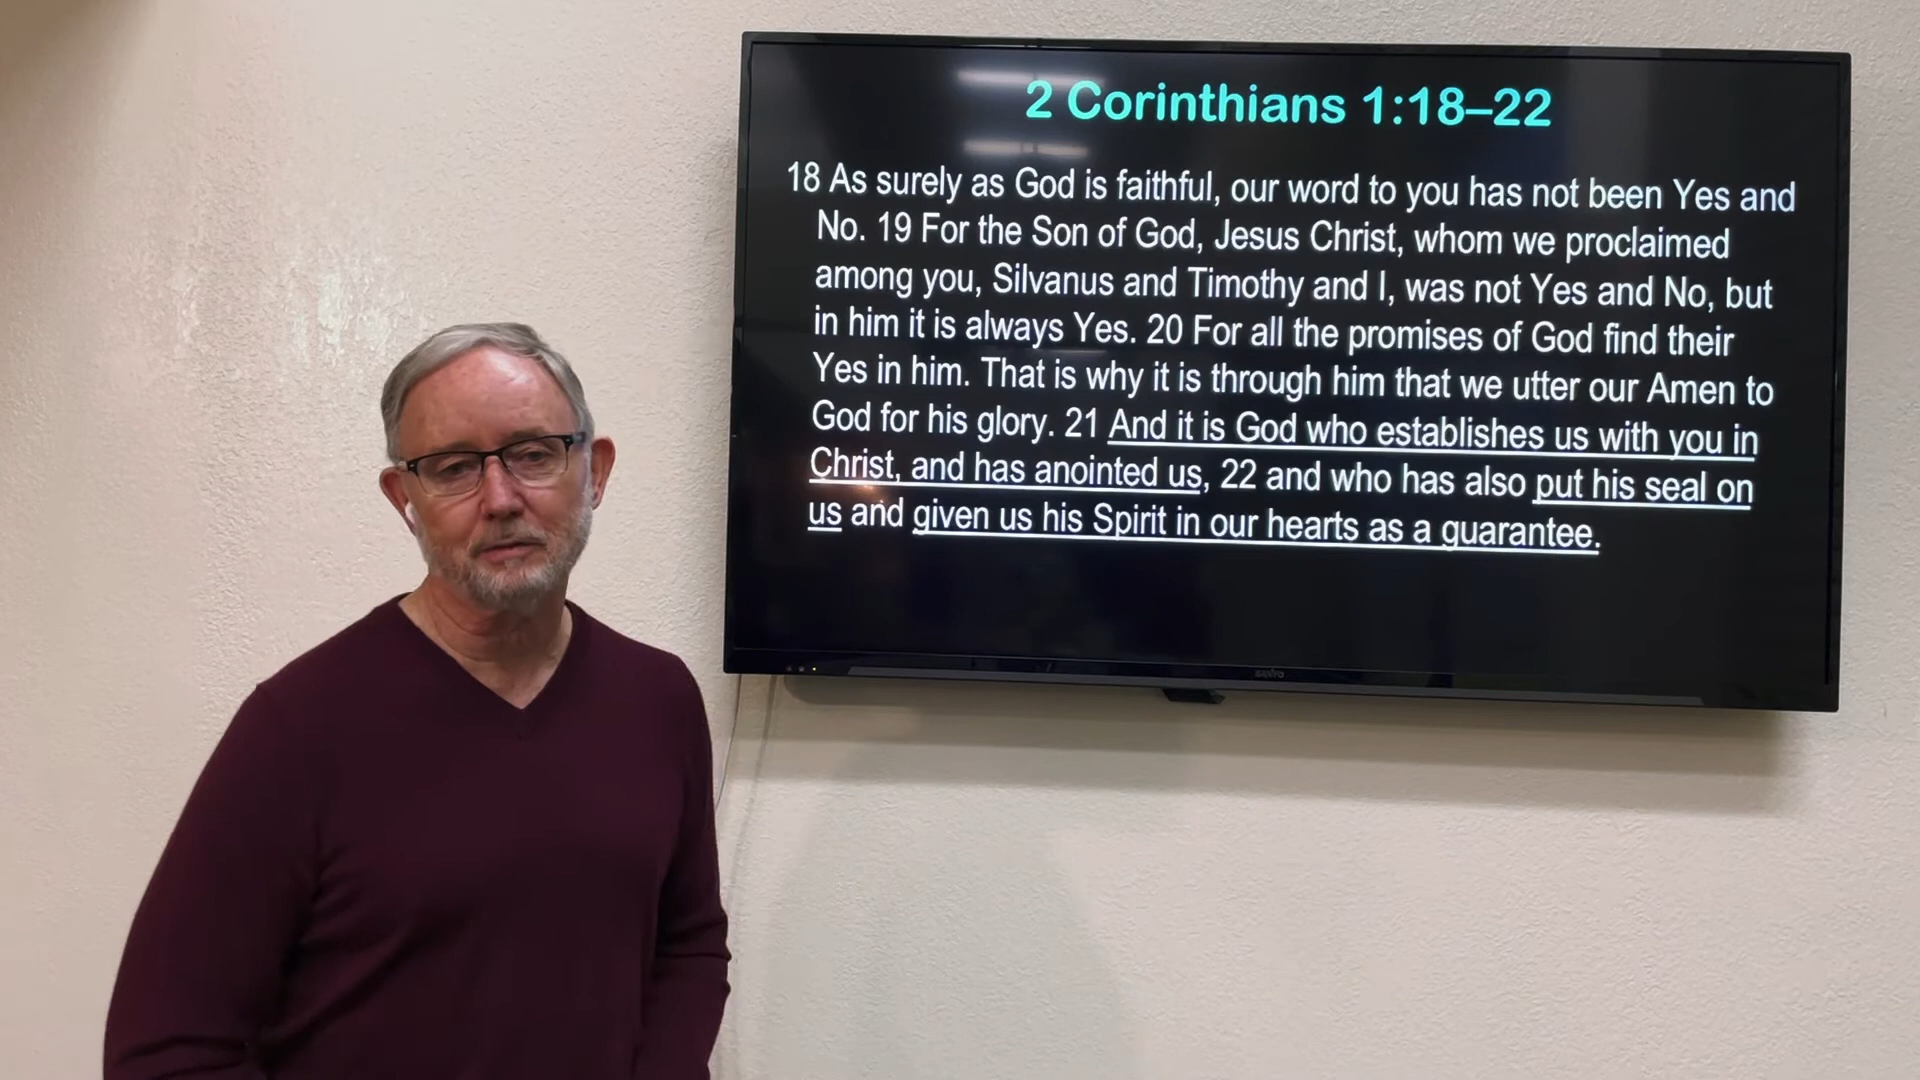 2 Corinthians 1:18–22
18 As surely as God is faithful, our word to you has not been Yes and
No. 19 For the Son of God, Jesus Christ, whom we proclaimed
among you, Silvanus and Timothy and I, was not Yes and No, but
in him it is always Yes. 20 For all the promises of God find their
Yes in him. That is why it is through him that we utter our Amen to
God for his glory. 21 And it is God who establishes us with you in
Christ, and has anointed us, 22 and who has also put his seal on
us and given us his Spirit in our hearts as a guarantee.
SANYO